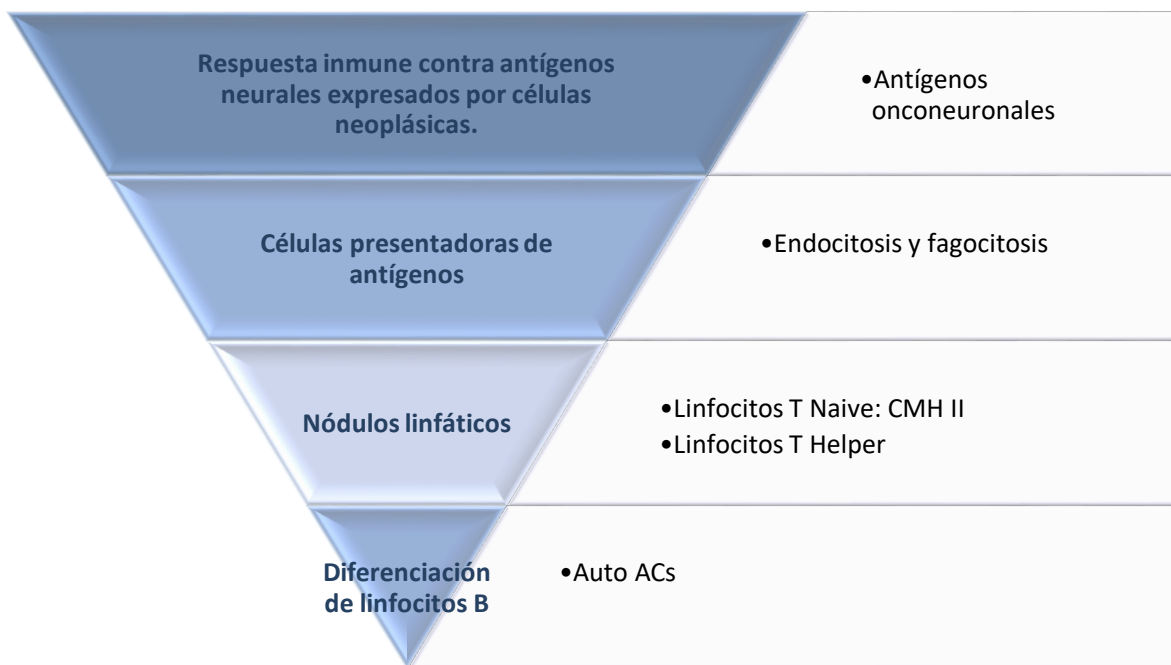 Respuesta inmune contra antígenos
neurales expresados por células
neoplásicas.
•Antígenos
onconeuronales
Células presentadoras de
antígenos
•Endocitosis y fagocitosis
Nódulos linfáticos
•Linfocitos T Naive: CMH II
•Linfocitos T Helper
Diferenciación
de linfocitos B
•Auto ACs